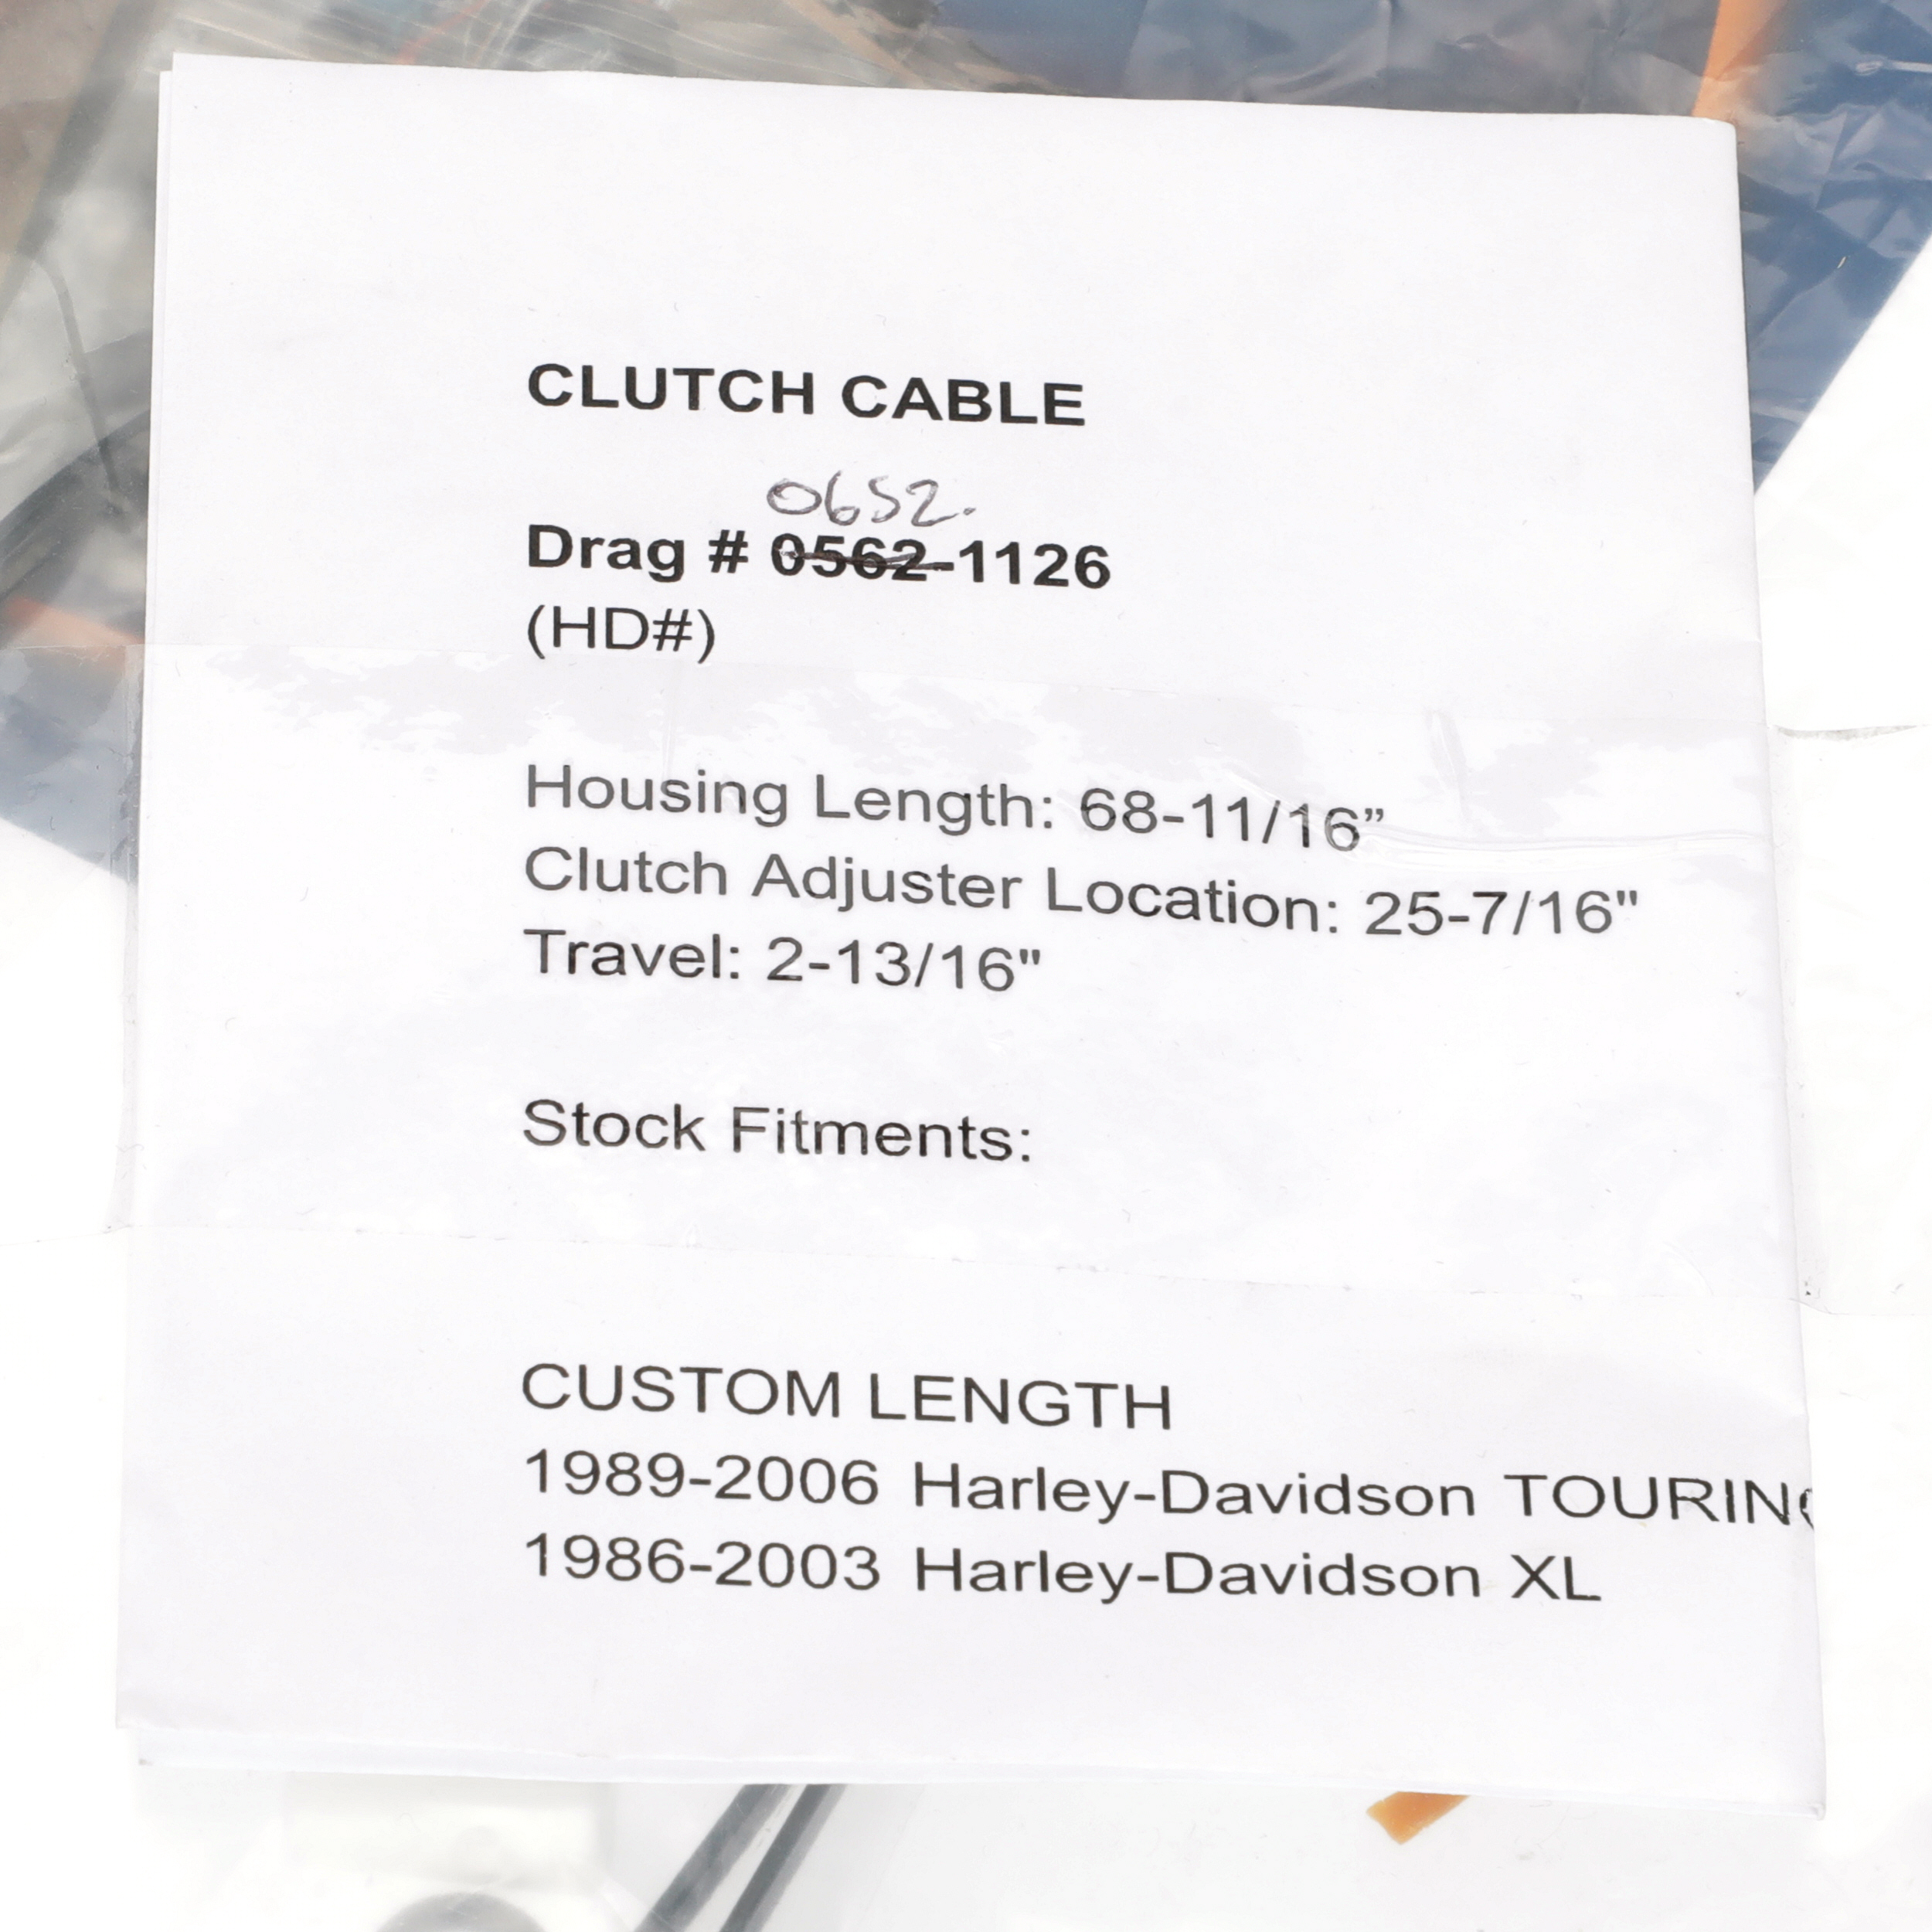 CLUTCH CABLE
0652.
Drag # 0562-1126
(HD#)
Housing Length: 68-11/16”
Clutch Adjuster Location: 25-7/16"
Travel: 2-13/16"
Stock Fitments:
CUSTOM LENGTH
1989-2006 Harley-Davidson TOURING
1986-2003 Harley-Davidson XL